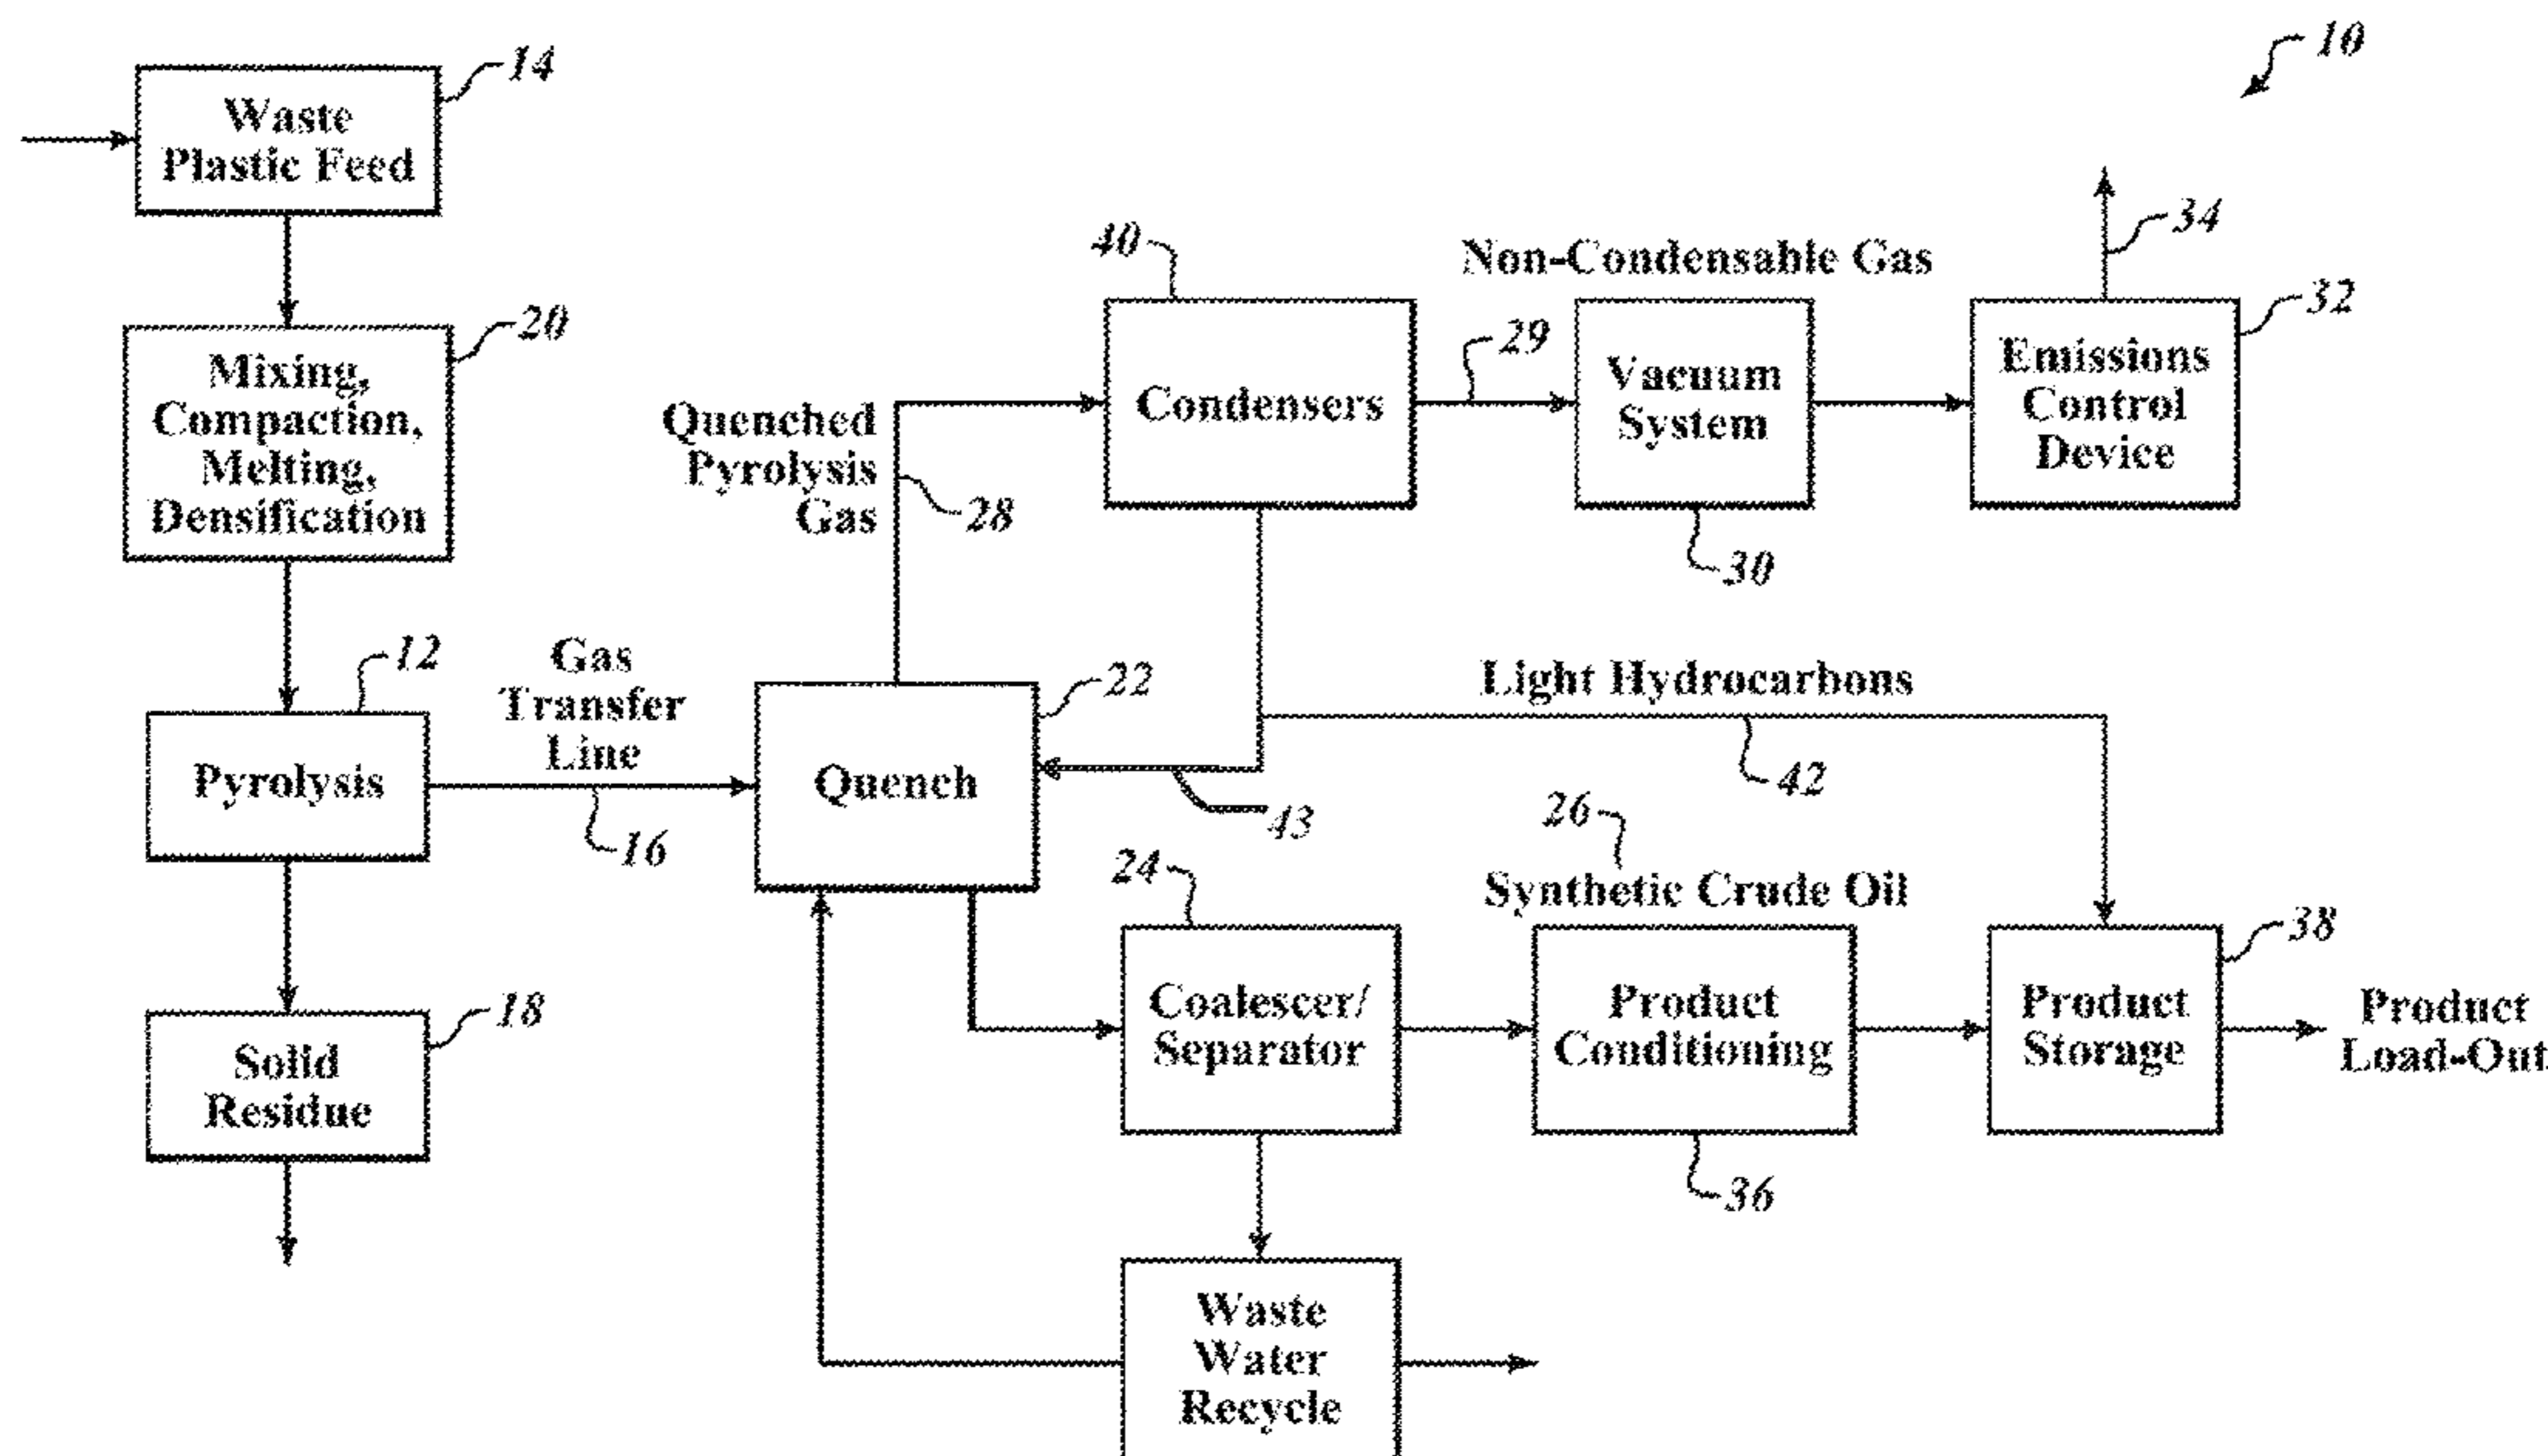 10
14
Waste
Plastic Feed
20
Mixing,
Compaction,
Melting,
Densification
12
Pyrolysis
Gas
Transfer
Line
16
18
Solid
Residue
Quenched
Pyrolysis
Gas
28
22
Quench
40
Condensers
Non-Condensable Gas
29
Vacuum
System
30
34
32
Emissions
Control
Device
Light Hydrocarbons
42
43
24
Coalescer/
Separator
26
Synthetic Crude Oil
Product
Conditioning
36
38
Product
Storage
Product
Load-Out
Waste
Water
Recycle